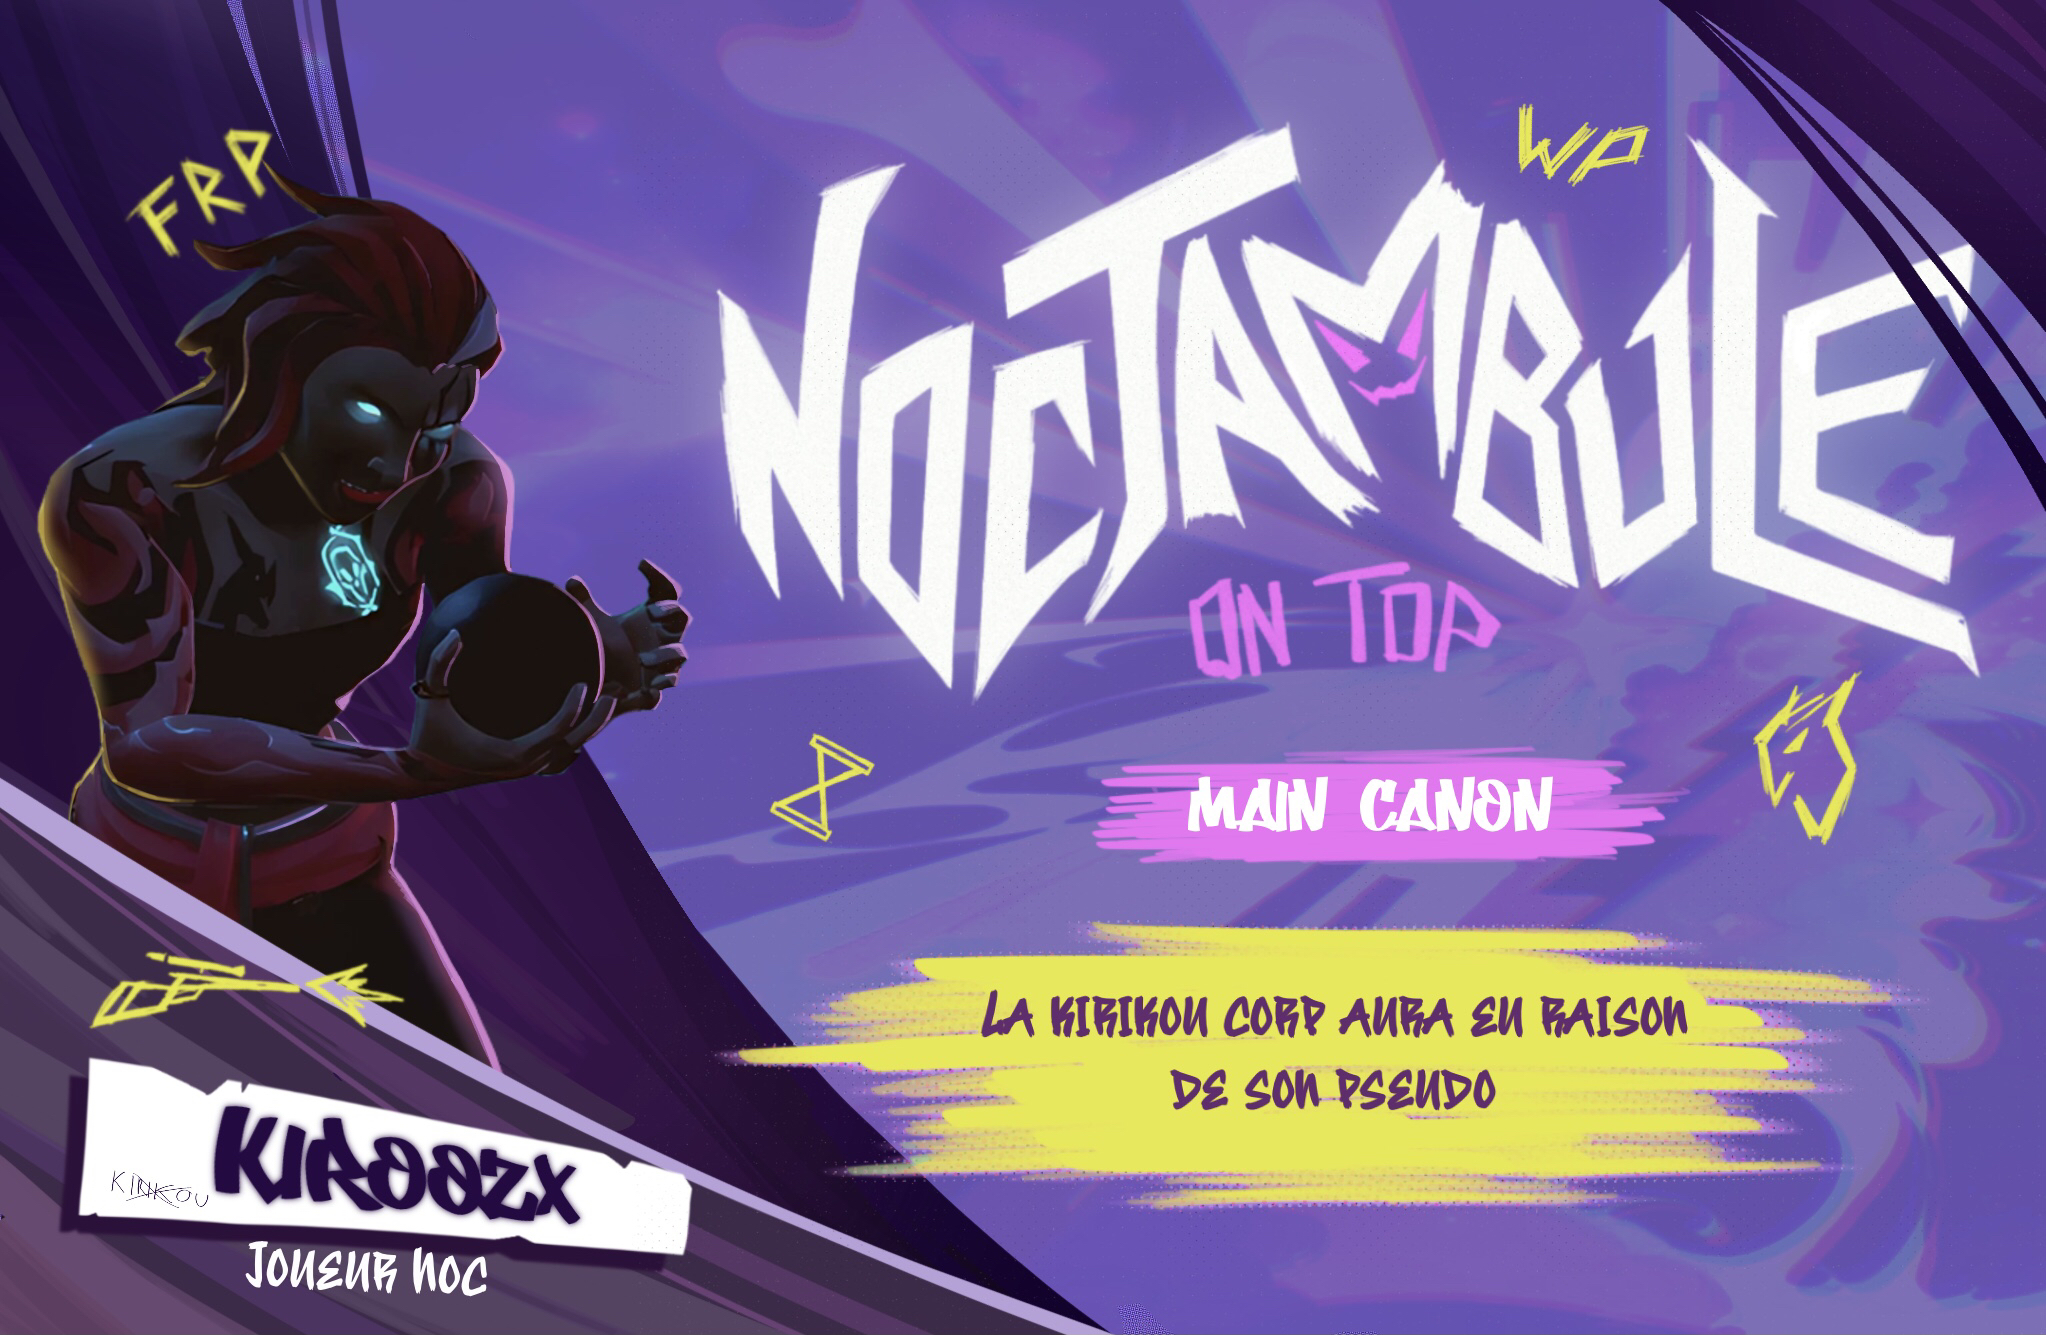 FRP
WP
NOCTAMBULE
ON TOP
MAIN CANON
LA KIRIKOU CORP AURA EU RAISON
DE SON PSEUDO
KIRIKOU
KIROOZX
JOUEUR NOC